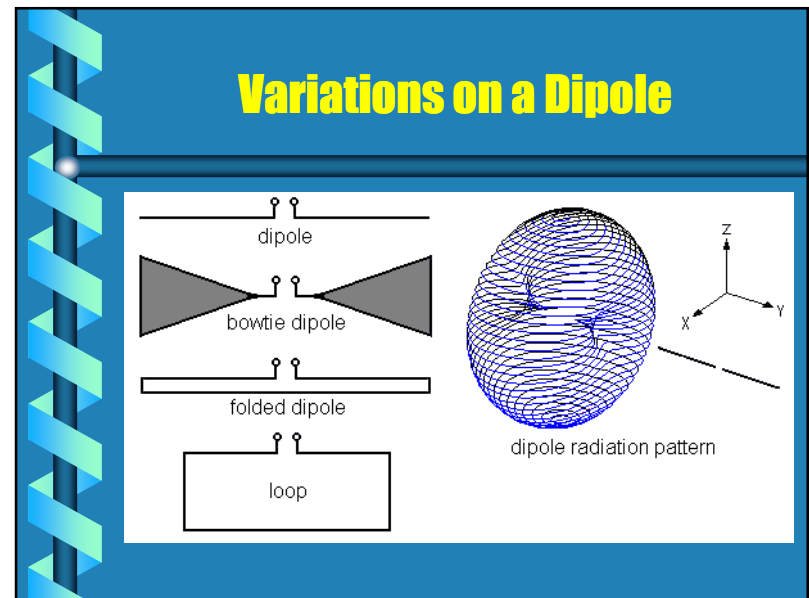 Variations on a Dipole
dipole
bowtie dipole
folded dipole
loop
Z
X
Y
dipole radiation pattern